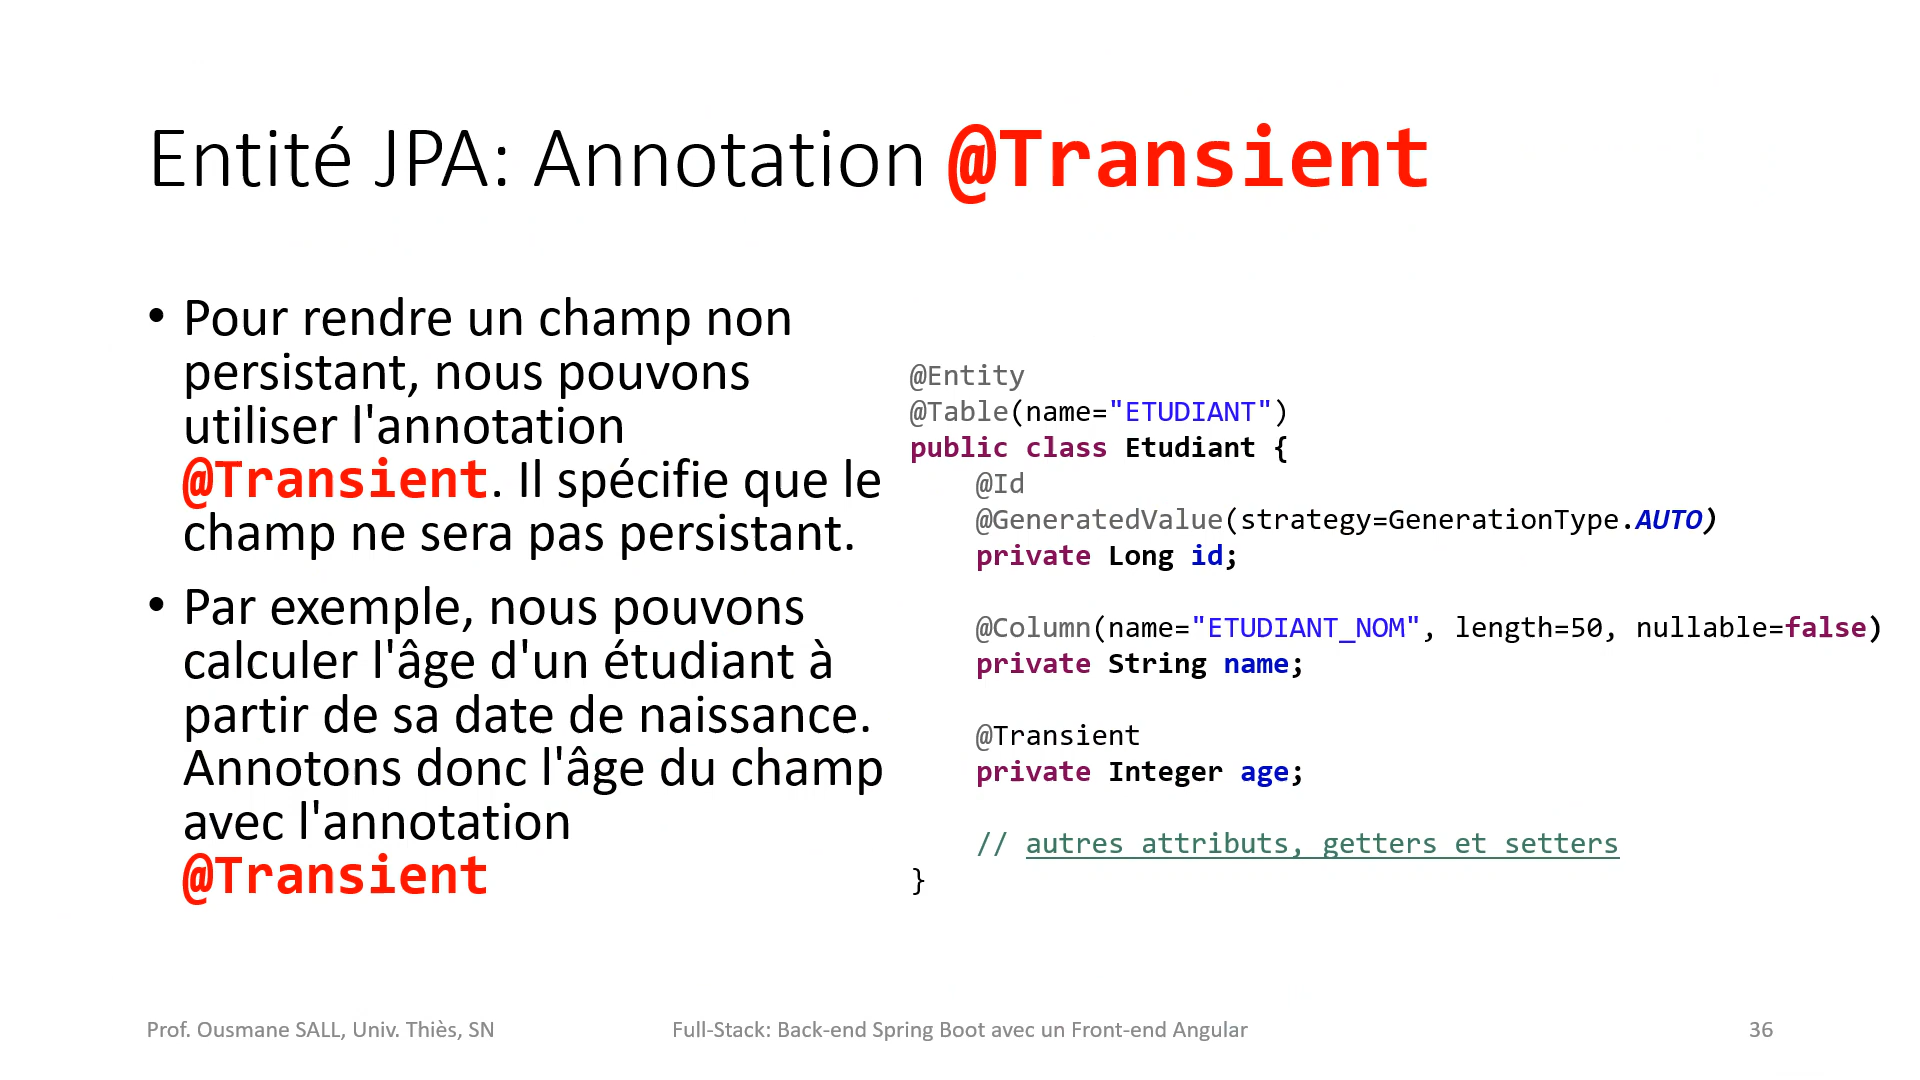 Entité JPA: Annotation @Transient
• Pour rendre un champ non
persistant, nous pouvons
utiliser l'annotation
@Transient. Il spécifie que le
champ ne sera pas persistant.
• Par exemple, nous pouvons
calculer l'âge d'un étudiant à
partir de sa date de naissance.
Annotons donc l'âge du champ
avec l'annotation
@Transient
@Entity
@Table(name="ETUDIANT")
public class Etudiant {
    @Id
    @GeneratedValue(strategy=GenerationType.AUTO)
    private Long id;
    @Column(name="ETUDIANT_NOM", length=50, nullable=false)
    private String name;
    @Transient
    private Integer age;
    // autres attributs, getters et setters
}
Prof. Ousmane SALL, Univ. Thiès, SN
Full-Stack: Back-end Spring Boot avec un Front-end Angular
36